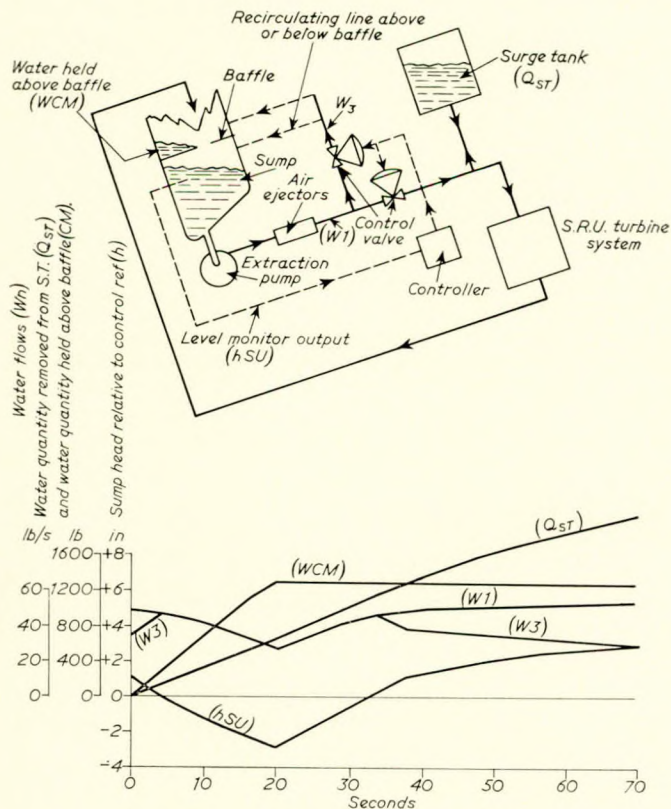 Recirculating line above
or below baffle
Surge tank
(QST)
Water held
above baffle
(WCM)
Baffle
W3
Sump
Air
ejectors
(W1)
Control
valve
S.R.U. turbine
system
Extraction
pump
Controller
Level monitor output
(hSU)
Water flows (Wn)
Water quantity removed from S.T. (QST)
and water quantity held above baffle(CM).
Sump head relative to control ref(h)
lb/s lb in
1600 +8
60 1200 +6
40 800 +4
20 400 +2
0 0 0
-2
-4
(QST)
(WCM)
(W1)
(W3)
(W3)
(hSU)
0 10 20 30 40 50 60 70
Seconds